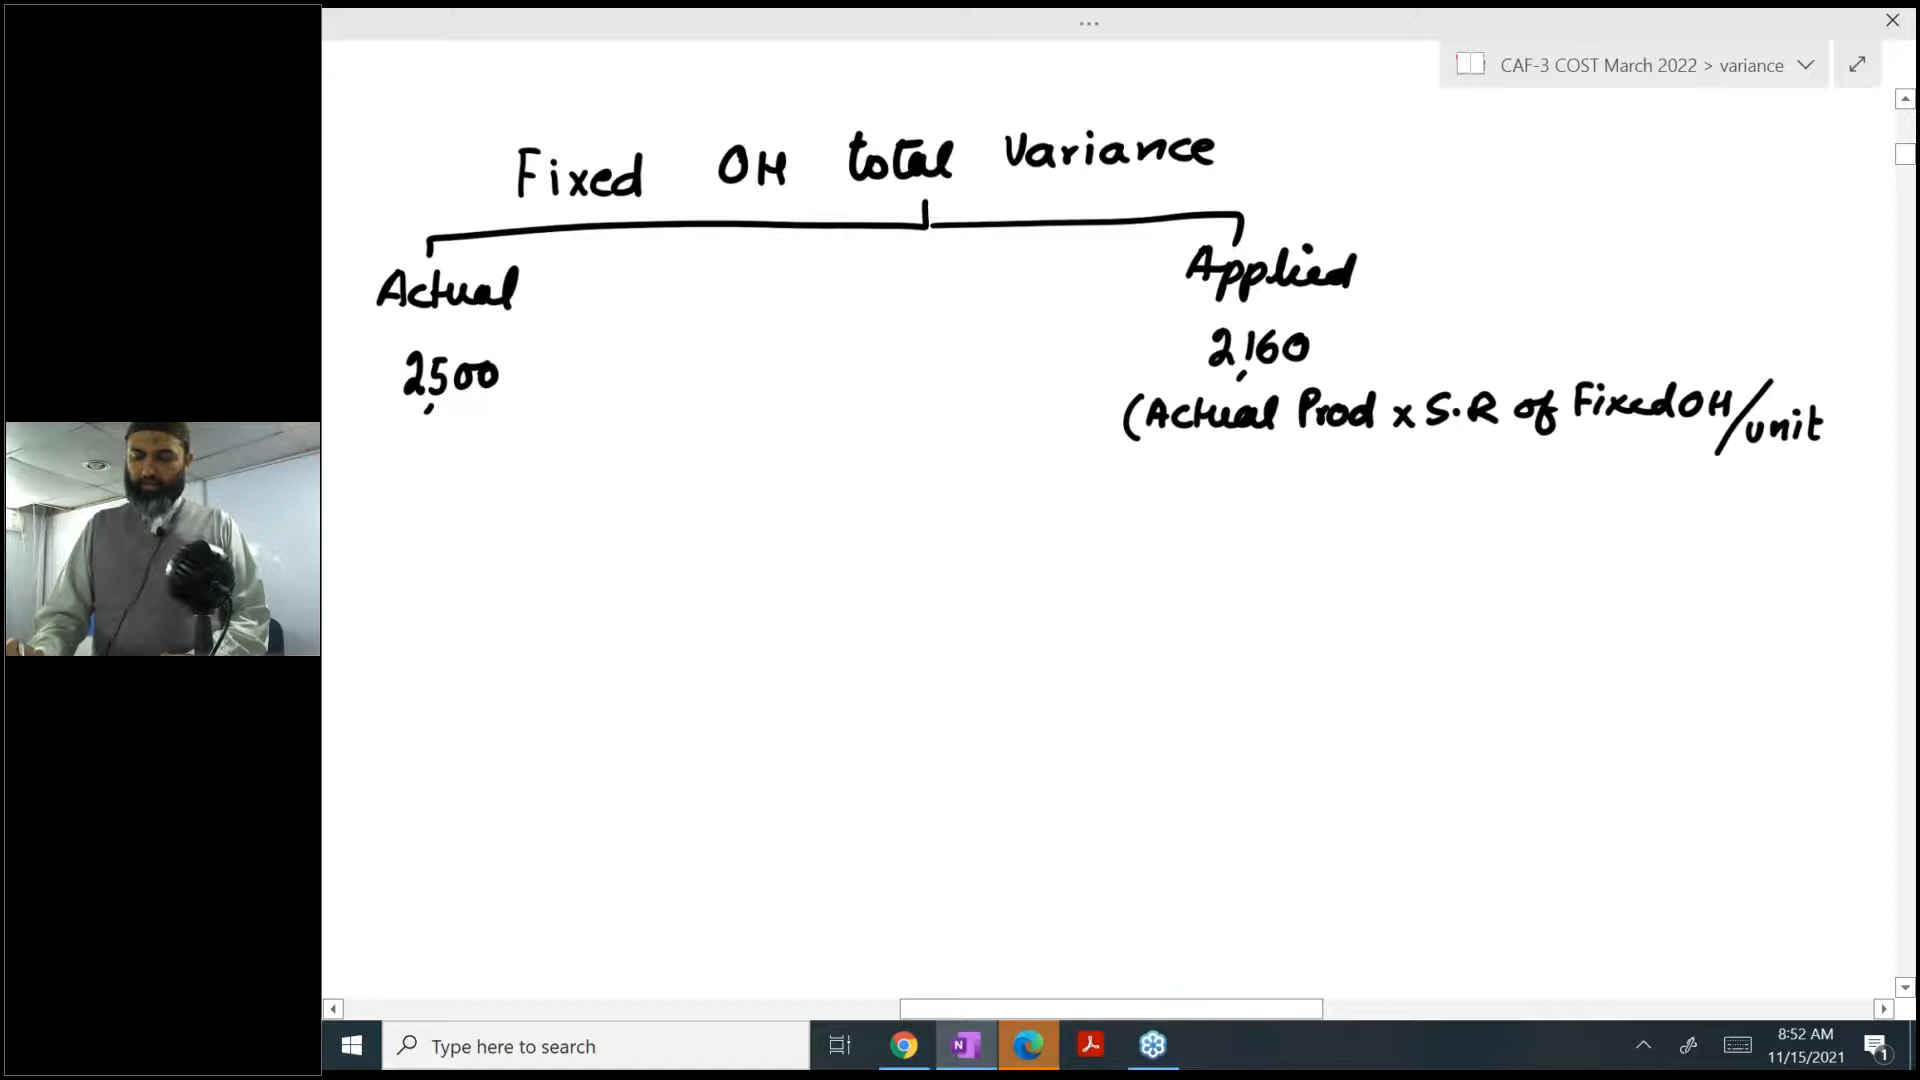 CAF-3 COST March 2022 > variance
Fixed OH total Variance
Actual
Applied
2,500
2,160
(Actual Prod x S.R of Fixed OH/unit
Type here to search
8:52 AM
11/15/2021
1